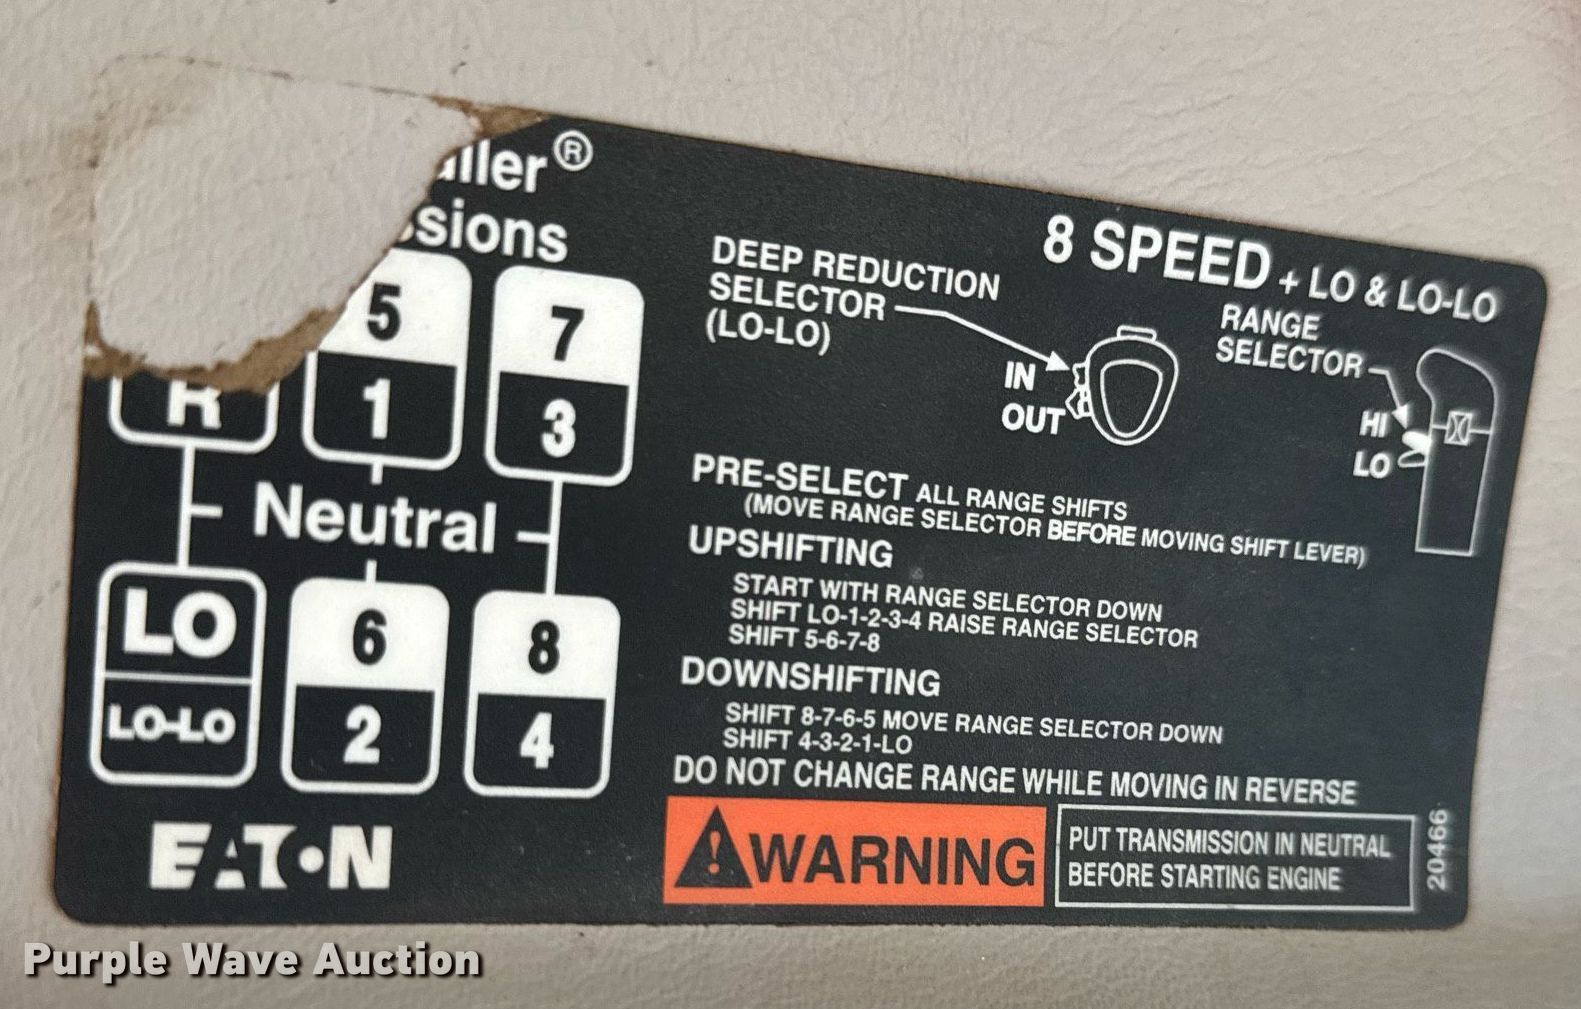 ller®
ssions
5
7
R
1
3
Neutral
LO
6
8
LO-LO
2
4
EATON
8 SPEED + LO & LO-LO
DEEP REDUCTION
SELECTOR
(LO-LO)
IN
OUT
RANGE
SELECTOR
HI
LO
PRE-SELECT ALL RANGE SHIFTS
(MOVE RANGE SELECTOR BEFORE MOVING SHIFT LEVER)
UPSHIFTING
START WITH RANGE SELECTOR DOWN
SHIFT LO-1-2-3-4 RAISE RANGE SELECTOR
SHIFT 5-6-7-8
DOWNSHIFTING
SHIFT 8-7-6-5 MOVE RANGE SELECTOR DOWN
SHIFT 4-3-2-1-LO
DO NOT CHANGE RANGE WHILE MOVING IN REVERSE
WARNING
PUT TRANSMISSION IN NEUTRAL
BEFORE STARTING ENGINE
20466
Purple Wave Auction